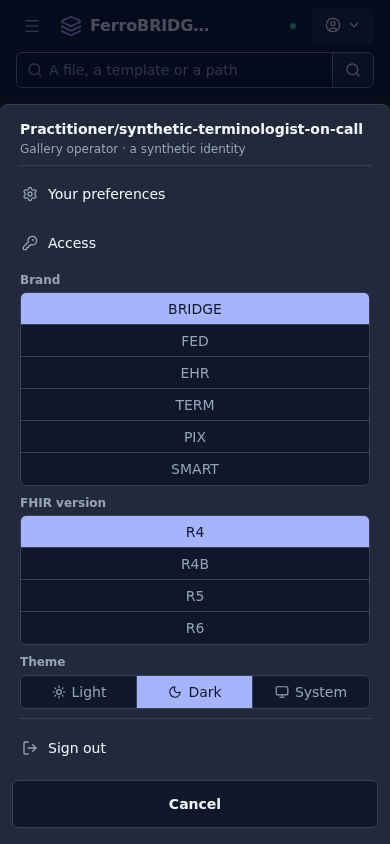 FerroBRIDG...
A file, a template or a path
Practitioner/synthetic-terminologist-on-call
Gallery operator · a synthetic identity
Your preferences
Access
Brand
BRIDGE
FED
EHR
TERM
PIX
SMART
FHIR version
R4
R4B
R5
R6
Theme
Light Dark System
Sign out
Cancel